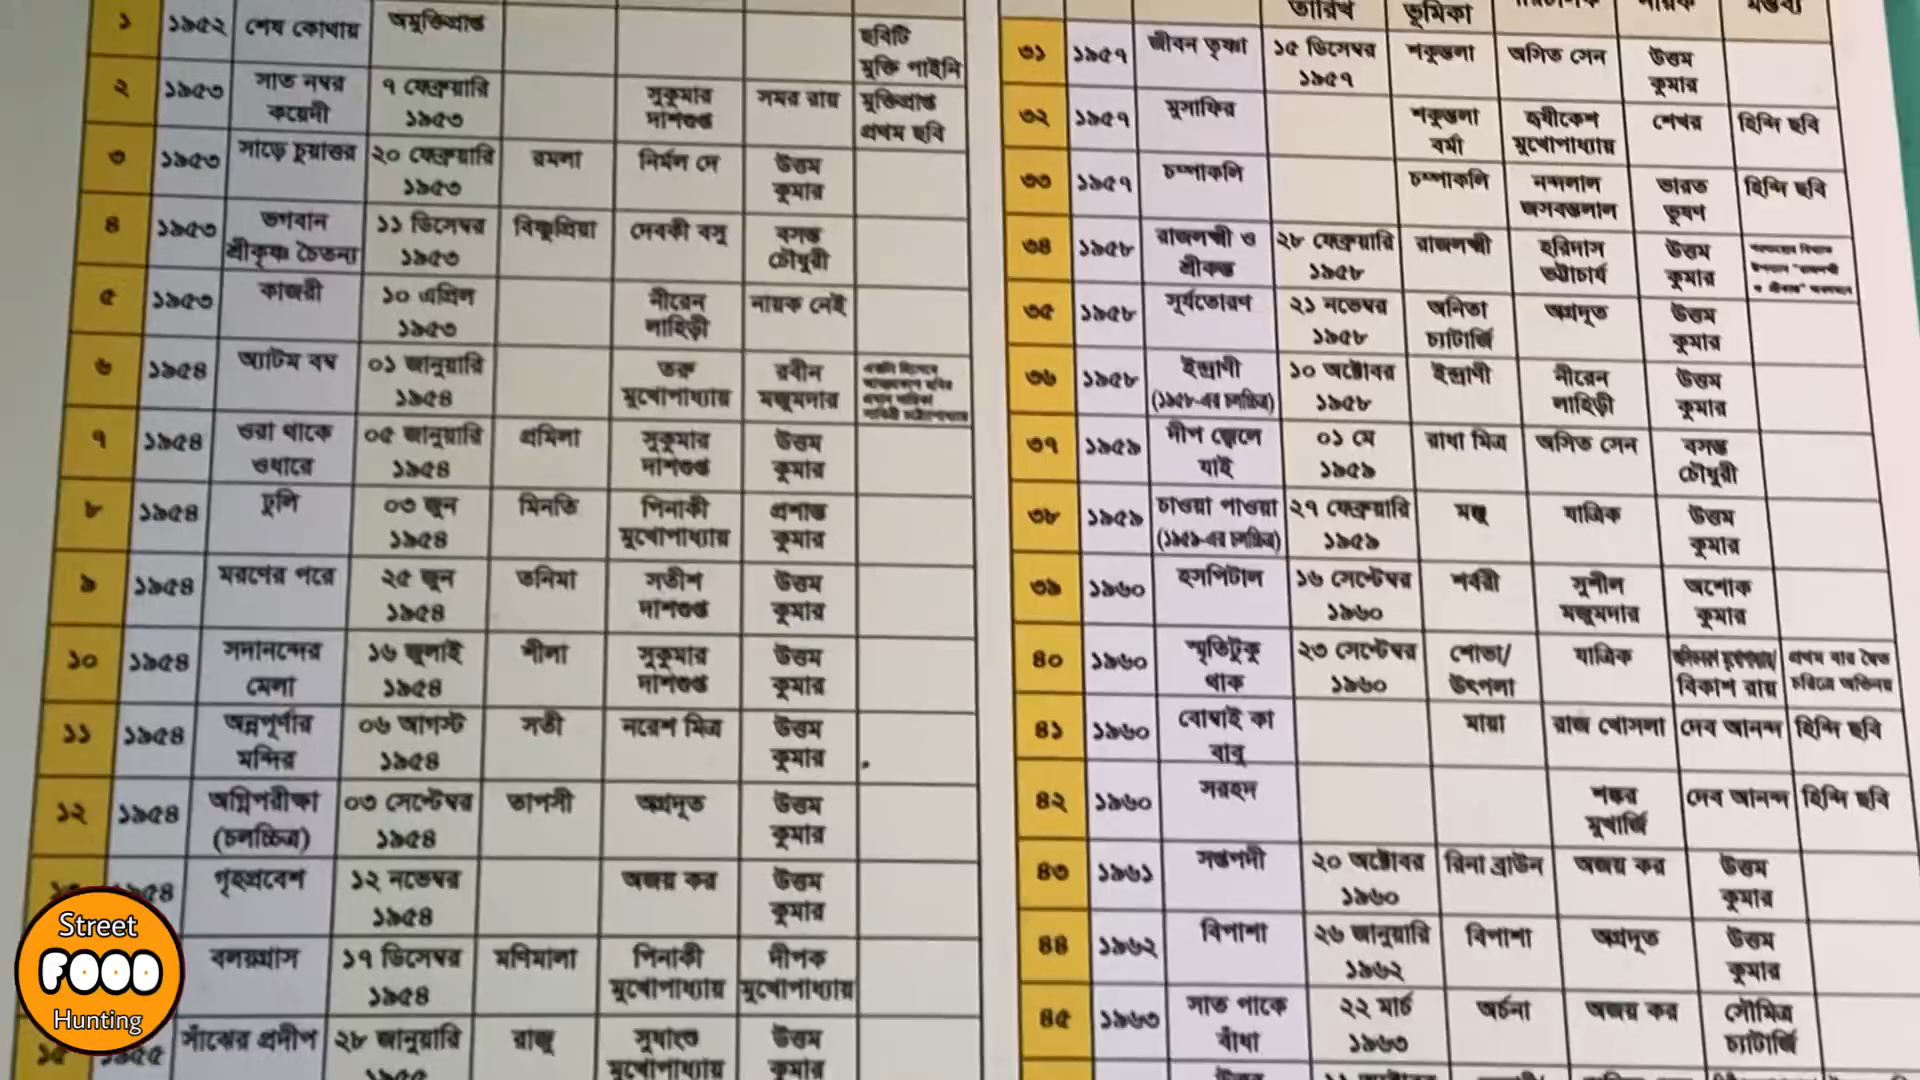 ১ ১৯৫২ শেষ কোথায় অমুক্তিপ্রাপ্ত ছবিটি মুক্তি পাইনি
২ ১৯৫৩ সাত নম্বর কয়েদী ৭ ফেব্রুয়ারি ১৯৫৩ সুকুমার দাশগুপ্ত সমর রায় মুক্তিপ্রাপ্ত প্রথম ছবি
৩ ১৯৫৩ সাড়ে চুয়াত্তর ২০ ফেব্রুয়ারি ১৯৫৩ রমলা নির্মল দে উত্তম কুমার
৪ ১৯৫৩ ভগবান শ্রীকৃষ্ণ চৈতন্য ১১ ডিসেম্বর ১৯৫৩ বিষ্ণুপ্রিয়া দেবকী বসু বসন্ত চৌধুরী
৫ ১৯৫৩ কাজরী ১০ এপ্রিল ১৯৫৩ নীরেন লাহিড়ী নায়ক নেই
৬ ১৯৫৪ অ্যাটম বম্ব ০১ জানুয়ারি ১৯৫৪ তরু মুখোপাধ্যায় রবীন মজুমদার
৭ ১৯৫৪ ওরা থাকে ওধারে ০৫ জানুয়ারি ১৯৫৪ প্রমিলা সুকুমার দাশগুপ্ত উত্তম কুমার
৮ ১৯৫৪ ঢুলি ০৩ জুন ১৯৫৪ মিনতি পিনাকী মুখোপাধ্যায় প্রশান্ত কুমার
৯ ১৯৫৪ মরণের পরে ২৫ জুন ১৯৫৪ তনিমা সতীশ দাশগুপ্ত উত্তম কুমার
১০ ১৯৫৪ সদানন্দের মেলা ১৬ জুলাই ১৯৫৪ শীলা সুকুমার দাশগুপ্ত উত্তম কুমার
১১ ১৯৫৪ অন্নপূর্ণার মন্দির ০৬ আগস্ট ১৯৫৪ সতী নরেশ মিত্র উত্তম কুমার
১২ ১৯৫৪ অগ্নিপরীক্ষা (চলচ্চিত্র) ০৩ সেপ্টেম্বর ১৯৫৪ তাপসী অগ্রদূত উত্তম কুমার
গৃহপ্রবেশ ১২ নভেম্বর ১৯৫৪ অজয় কর উত্তম কুমার
বলয়গ্রাস ১৭ ডিসেম্বর ১৯৫৪ মণিমালা পিনাকী মুখোপাধ্যায় দীপক মুখোপাধ্যায়
সাঁঝের প্রদীপ ২৮ জানুয়ারি ১৯৫৫ রাজু সুধাংশু মুখোপাধ্যায় উত্তম কুমার
তারিখ ভূমিকা পরিচালক নায়ক মন্তব্য
৩১ ১৯৫৭ জীবন তৃষ্ণা ১৫ ডিসেম্বর ১৯৫৭ শকুন্তলা অসিত সেন উত্তম কুমার
৩২ ১৯৫৭ মুসাফির শকুন্তলা বর্মা হৃষীকেশ মুখোপাধ্যায় শেখর হিন্দি ছবি
৩৩ ১৯৫৭ চম্পাকলি চম্পাকলি নন্দলাল জসবন্তলাল ভারত ভূষণ হিন্দি ছবি
৩৪ ১৯৫৮ রাজলক্ষ্মী ও শ্রীকান্ত ২৮ ফেব্রুয়ারি ১৯৫৮ রাজলক্ষ্মী হরিদাস ভট্টাচার্য উত্তম কুমার
৩৫ ১৯৫৮ সূর্যতোরণ ২১ নভেম্বর ১৯৫৮ অনিতা চ্যাটার্জি অগ্রদূত উত্তম কুমার
৩৬ ১৯৫৮ ইন্দ্রাণী (১৯৫৮-এর চলচ্চিত্র) ১০ অক্টোবর ১৯৫৮ ইন্দ্রাণী নীরেন লাহিড়ী উত্তম কুমার
৩৭ ১৯৫৯ দীপ জ্বেলে যাই ০১ মে ১৯৫৯ রাধা মিত্র অসিত সেন বসন্ত চৌধুরী
৩৮ ১৯৫৯ চাওয়া পাওয়া (১৯৫৯-এর চলচ্চিত্র) ২৭ ফেব্রুয়ারি ১৯৫৯ মঞ্জু যাত্রিক উত্তম কুমার
৩৯ ১৯৬০ হসপিটাল ১৬ সেপ্টেম্বর ১৯৬০ শর্বরী সুশীল মজুমদার অশোক কুমার
৪০ ১৯৬০ স্মৃতিটুকু থাক ২৩ সেপ্টেম্বর ১৯৬০ শোভা/ উৎপলা যাত্রিক বিকাশ রায় প্রথম বার দ্বৈত চরিত্রে অভিনয়
৪১ ১৯৬০ বোম্বাই কা বাবু মায়া রাজ খোসলা দেব আনন্দ হিন্দি ছবি
৪২ ১৯৬০ সরহদ শঙ্কর মুখার্জি দেব আনন্দ হিন্দি ছবি
৪৩ ১৯৬১ সপ্তপদী ২০ অক্টোবর ১৯৬০ রিনা ব্রাউন অজয় কর উত্তম কুমার
৪৪ ১৯৬২ বিপাশা ২৬ জানুয়ারি ১৯৬২ বিপাশা অগ্রদূত উত্তম কুমার
৪৫ ১৯৬৩ সাত পাকে বাঁধা ২২ মার্চ ১৯৬৩ অর্চনা অজয় কর সৌমিত্র চ্যাটার্জি
Street
FOOD
Hunting